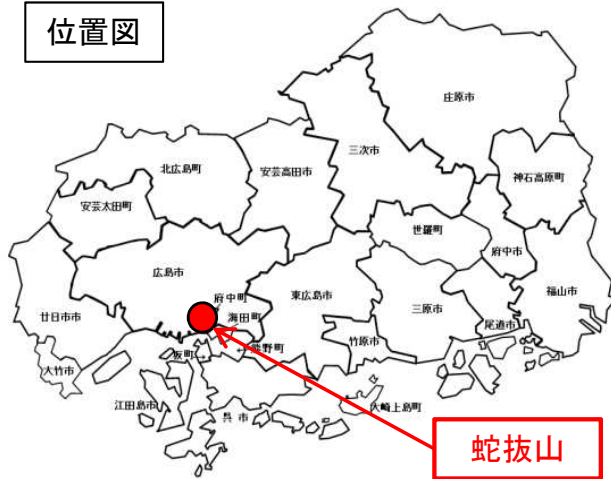 位置図
庄原市
三次市
北広島町
安芸高田市
神石高原町
安芸太田町
世羅町
府中市
広島市
府中町
東広島市
三原市
福山市
海田町
尾道市
廿日市市
竹原市
坂町
熊野町
大竹市
江田島市
呉市
大崎上島町
蛇抜山